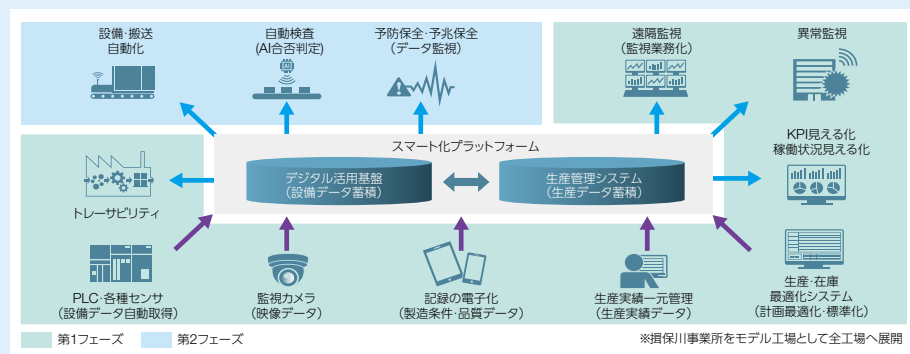 設備・搬送
自動化
自動検査
(AI合否判定)
AI
予防保全・予兆保全
(データ監視)
遠隔監視
(監視業務化)
異常監視
スマート化プラットフォーム
デジタル活用基盤
(設備データ蓄積)
生産管理システム
(生産データ蓄積)
KPI見える化
稼働状況見える化
トレーサビリティ
PLC・各種センサ
(設備データ自動取得)
監視カメラ
(映像データ)
記録の電子化
(製造条件・品質データ)
生産実績一元管理
(生産実績データ)
生産・在庫
最適化システム
(計画最適化・標準化)
第1フェーズ
第2フェーズ
※揖保川事業所をモデル工場として全工場へ展開